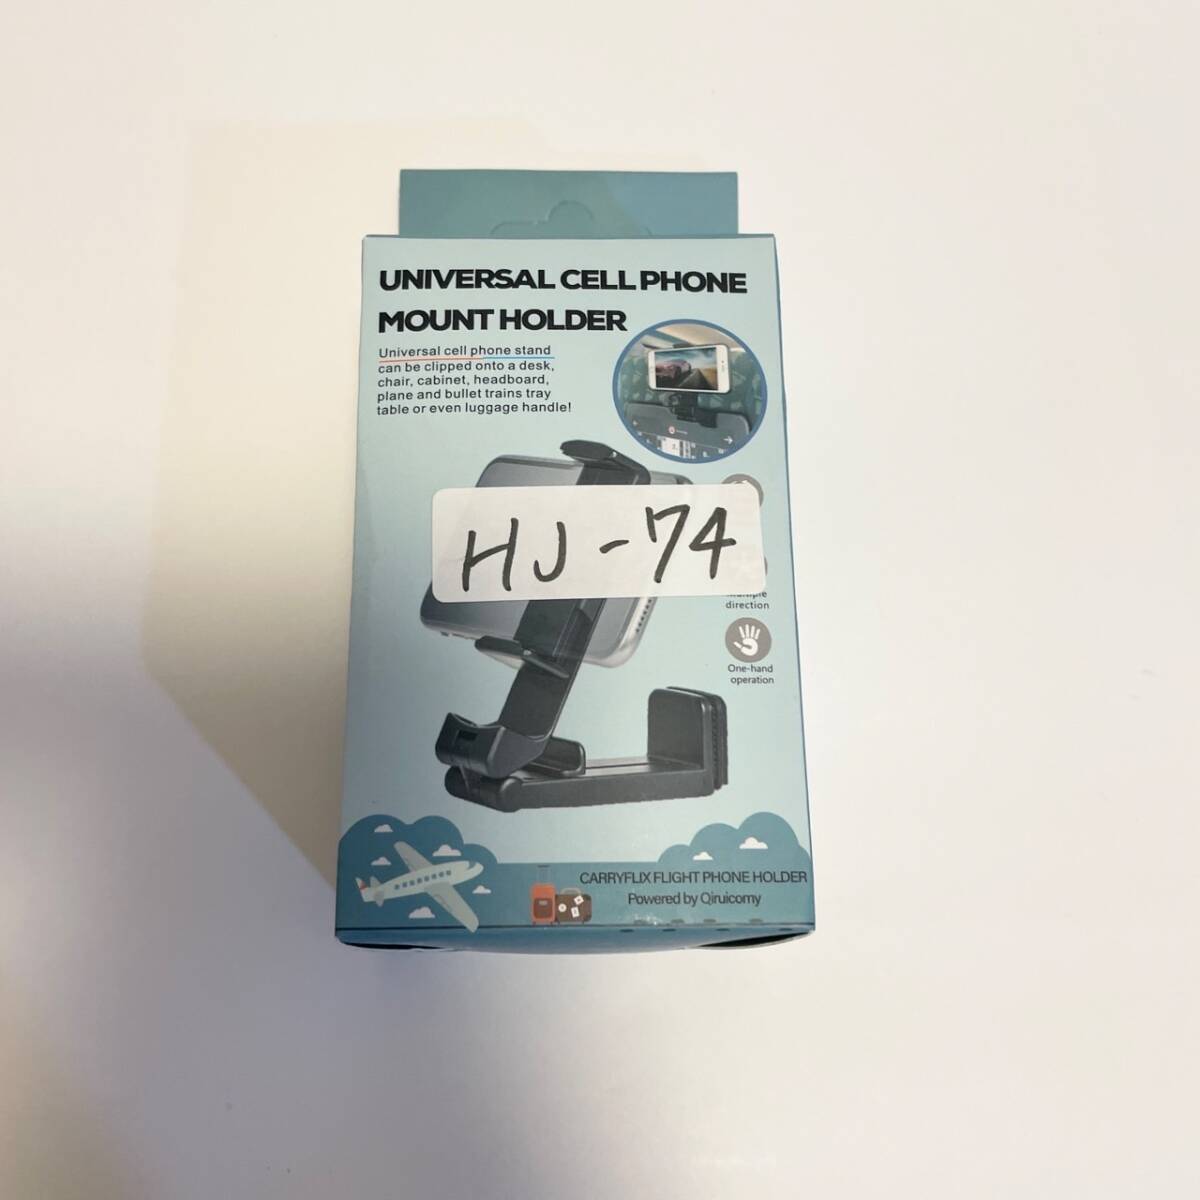 UNIVERSAL CELL PHONE
MOUNT HOLDER
Universal cell phone stand
can be clipped onto a desk,
chair, cabinet, headboard,
plane and bullet trains tray
table or even luggage handle!
HJ-74
direction
One-hand
operation
CARRYFLIX FLIGHT PHONE HOLDER
Powered by Qiruicomy